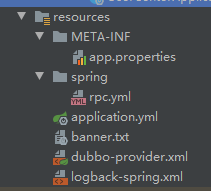 resources
META-INF
app.properties
spring
rpc.yml
application.yml
banner.txt
dubbo-provider.xml
logback-spring.xml